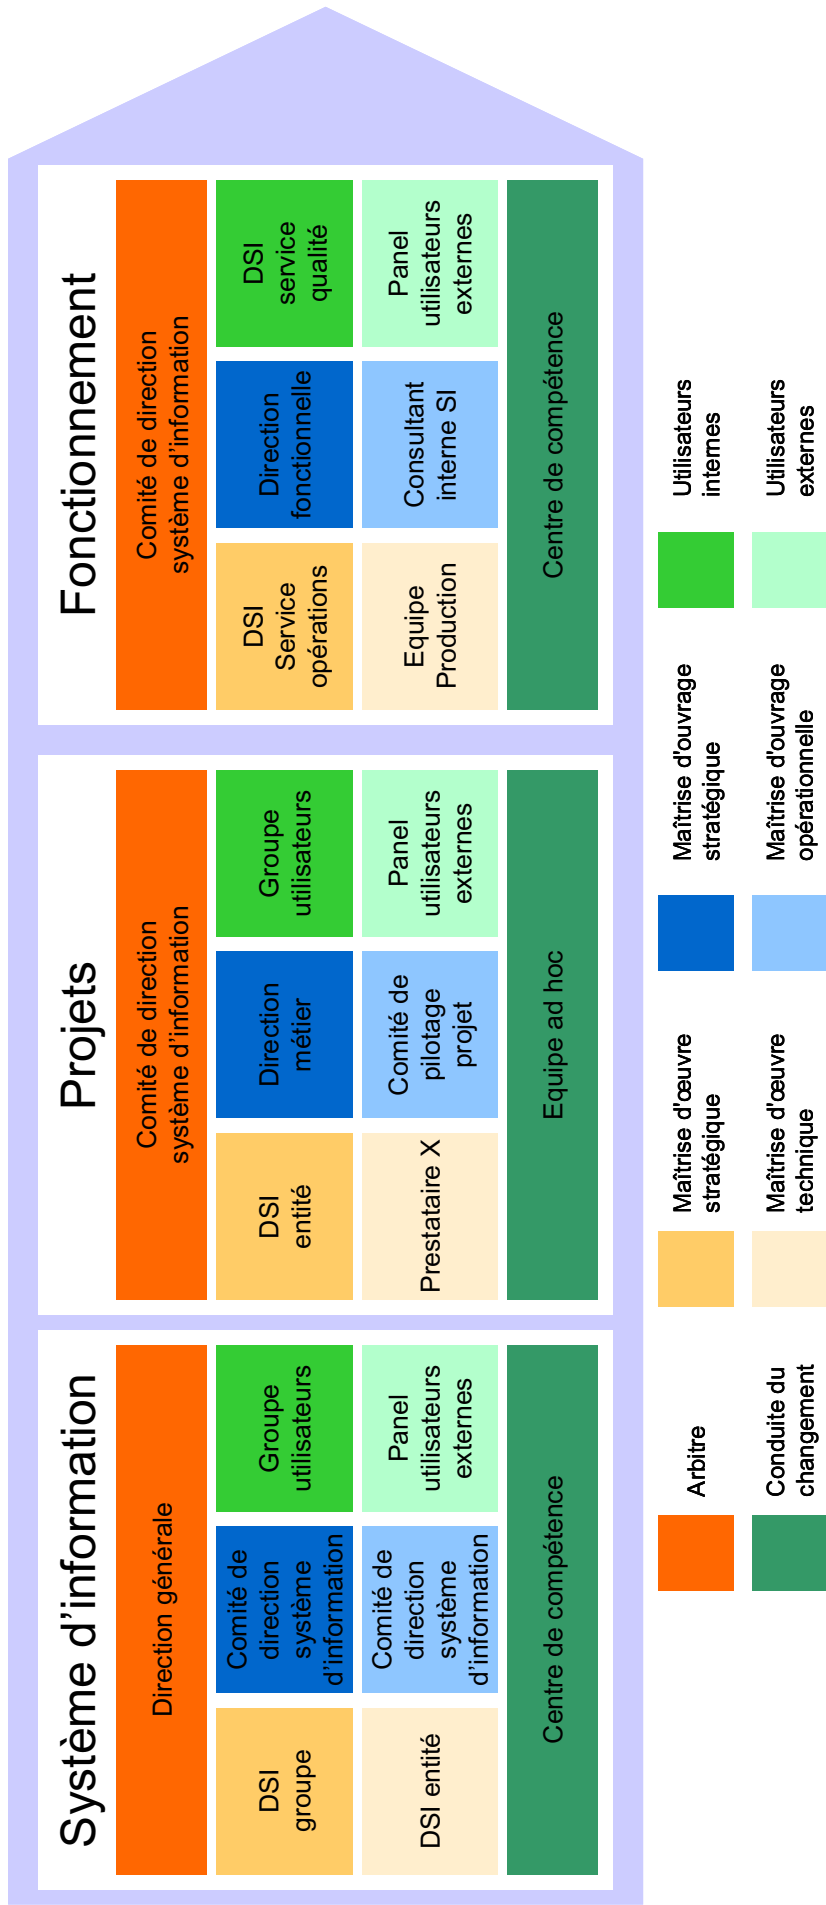 Système d’information
Direction générale
DSI
groupe
Comité de
direction
système
d’information
Groupe
utilisateurs
DSI entité
Comité de
direction
système
d’information
Panel
utilisateurs
externes
Centre de compétence
Projets
Comité de direction
système d’information
DSI
entité
Direction
métier
Groupe
utilisateurs
Prestataire X
Comité de
pilotage
projet
Panel
utilisateurs
externes
Equipe ad hoc
Fonctionnement
Comité de direction
système d’information
DSI
Service
opérations
Direction
fonctionnelle
DSI
service
qualité
Equipe
Production
Consultant
interne SI
Panel
utilisateurs
externes
Centre de compétence
Arbitre
Maîtrise d'œuvre
stratégique
Maîtrise d'ouvrage
stratégique
Utilisateurs
internes
Conduite du
changement
Maîtrise d'œuvre
technique
Maîtrise d'ouvrage
opérationnelle
Utilisateurs
externes